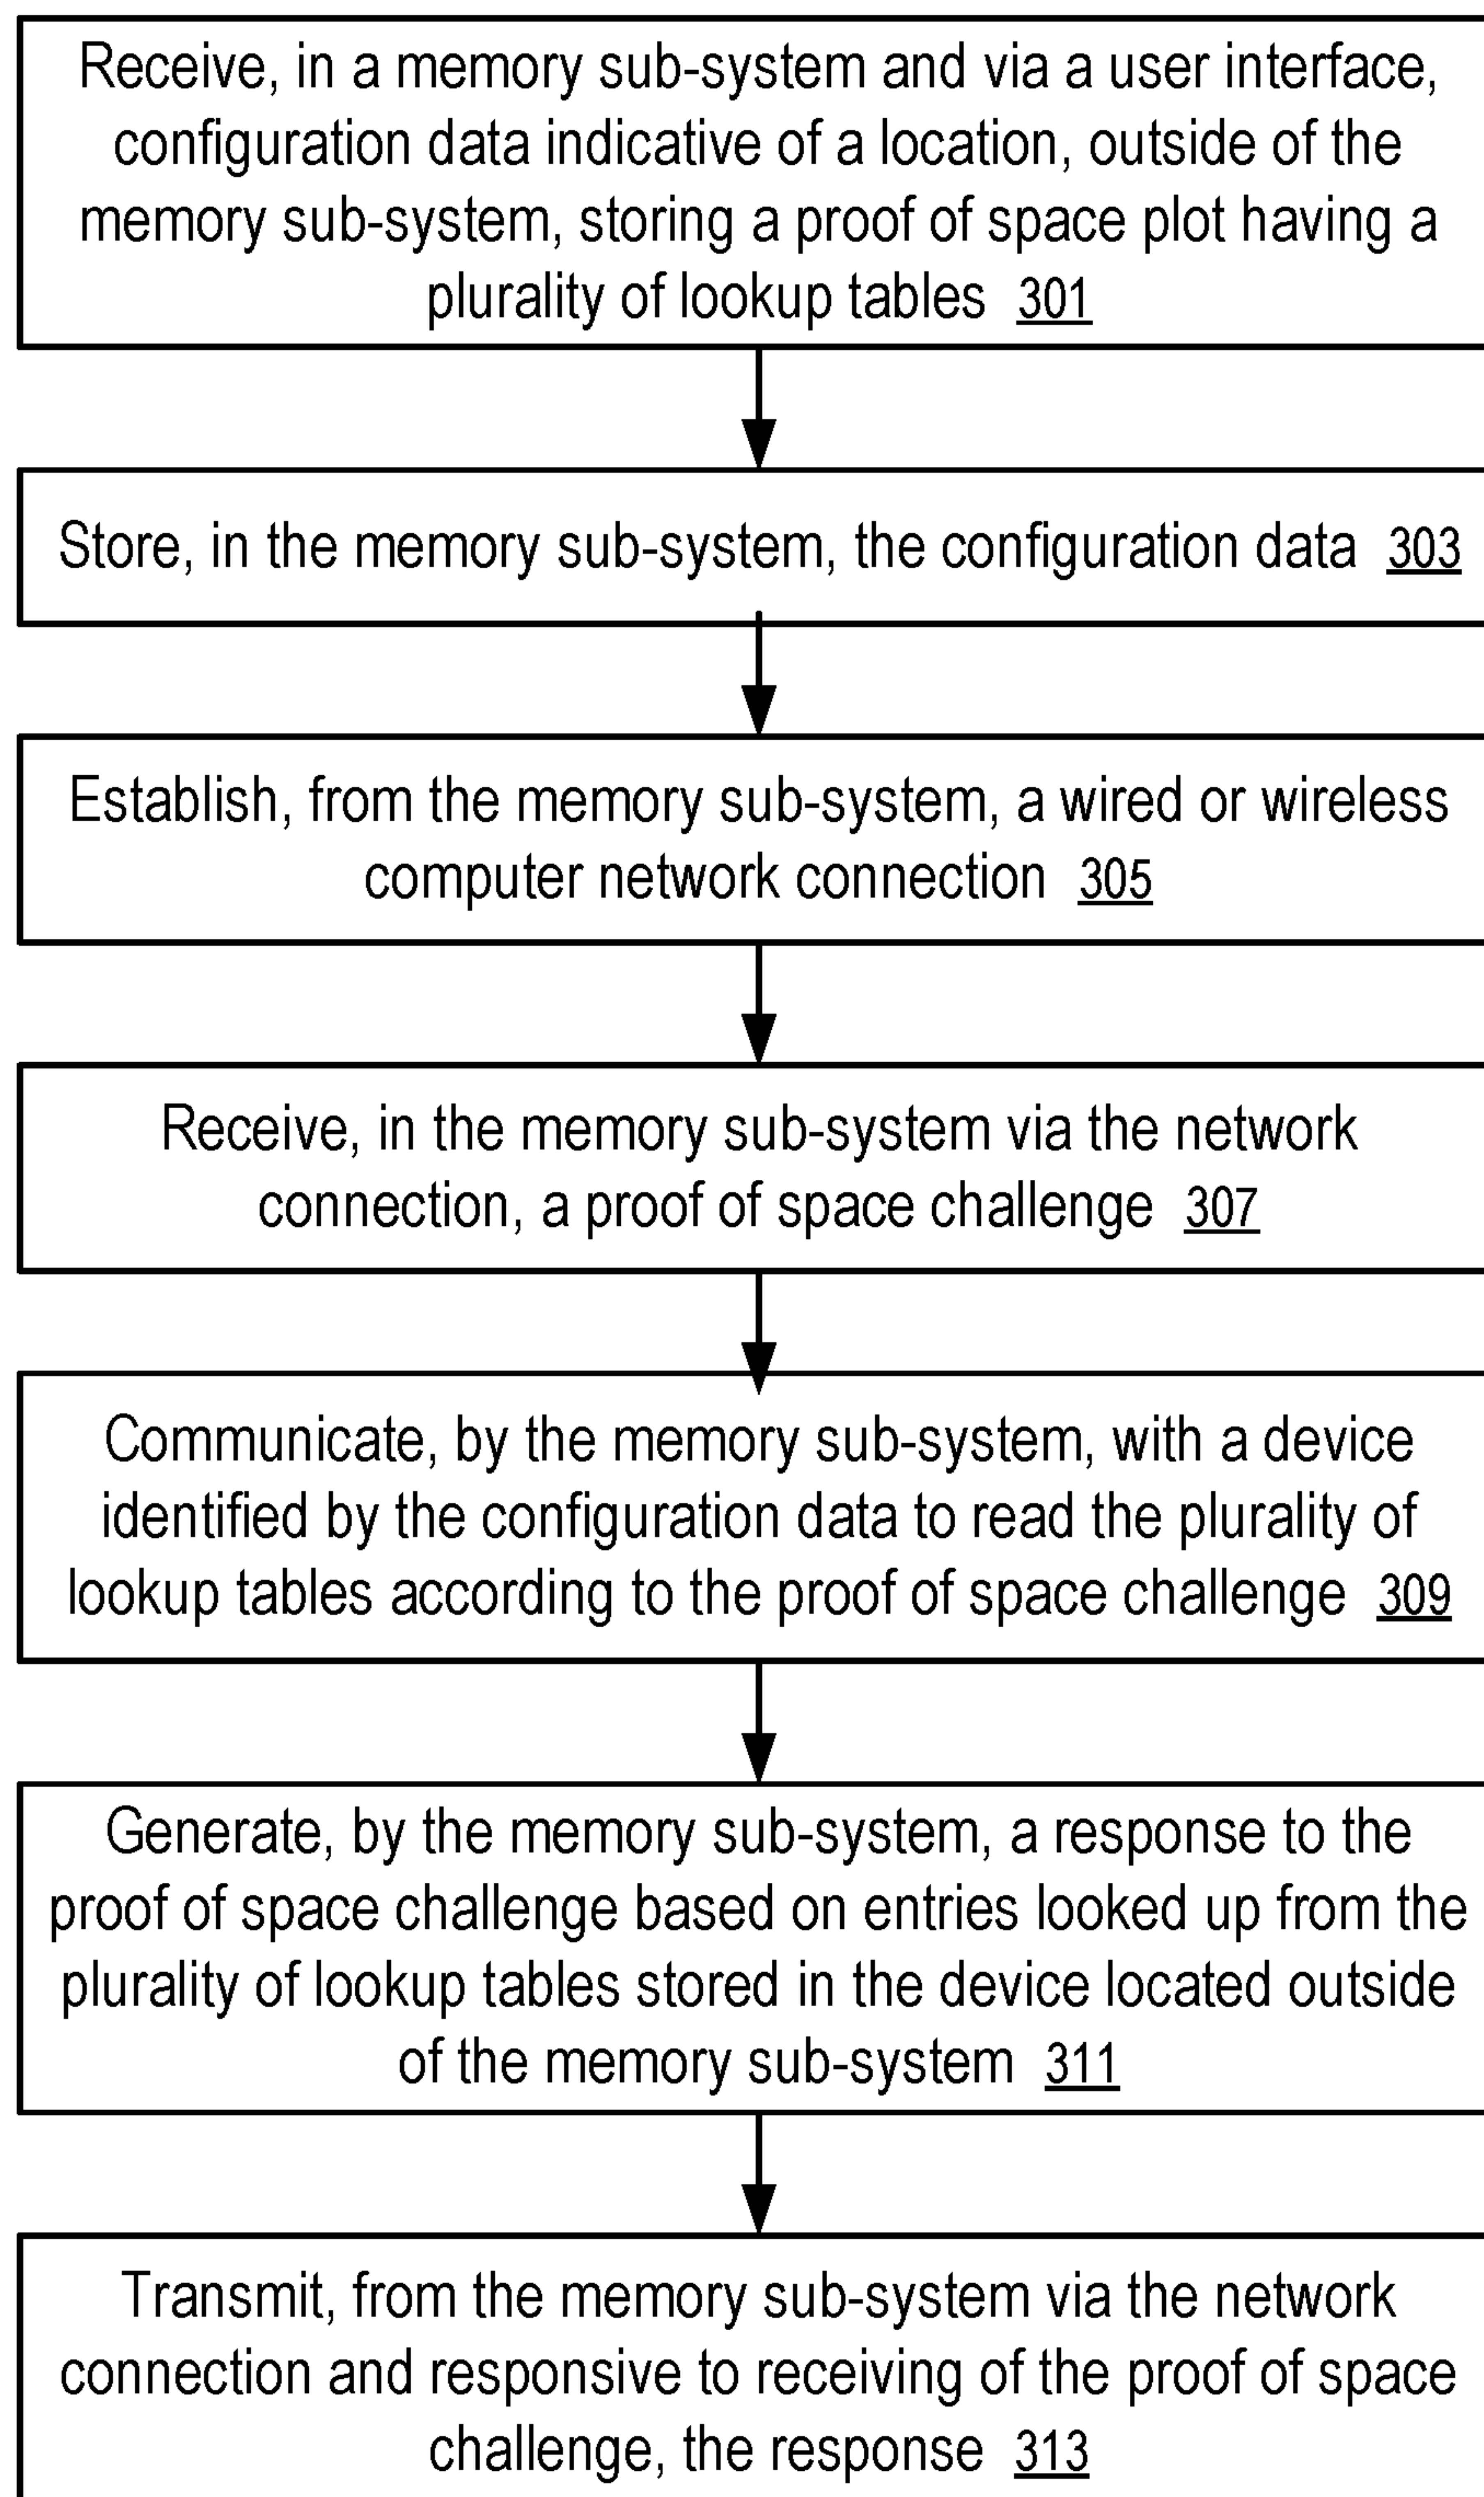 Receive, in a memory sub-system and via a user interface,
configuration data indicative of a location, outside of the
memory sub-system, storing a proof of space plot having a
plurality of lookup tables 301
Store, in the memory sub-system, the configuration data 303
Establish, from the memory sub-system, a wired or wireless
computer network connection 305
Receive, in the memory sub-system via the network
connection, a proof of space challenge 307
Communicate, by the memory sub-system, with a device
identified by the configuration data to read the plurality of
lookup tables according to the proof of space challenge 309
Generate, by the memory sub-system, a response to the
proof of space challenge based on entries looked up from the
plurality of lookup tables stored in the device located outside
of the memory sub-system 311
Transmit, from the memory sub-system via the network
connection and responsive to receiving of the proof of space
challenge, the response 313